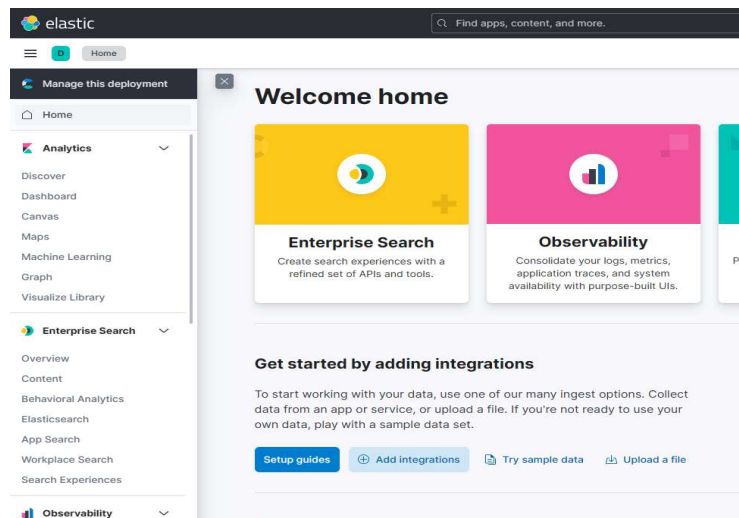 elastic
Find apps, content, and more.
D
Home
Manage this deployment
Home
Analytics
Discover
Dashboard
Canvas
Maps
Machine Learning
Graph
Visualize Library
Enterprise Search
Overview
Content
Behavioral Analytics
Elasticsearch
App Search
Workplace Search
Search Experiences
Observability
Welcome home
Enterprise Search
Create search experiences with a
refined set of APIs and tools.
Observability
Consolidate your logs, metrics,
application traces, and system
availability with purpose-built UIs.
P
Get started by adding integrations
To start working with your data, use one of our many ingest options. Collect
data from an app or service, or upload a file. If you're not ready to use your
own data, play with a sample data set.
Setup guides
Add integrations
Try sample data
Upload a file